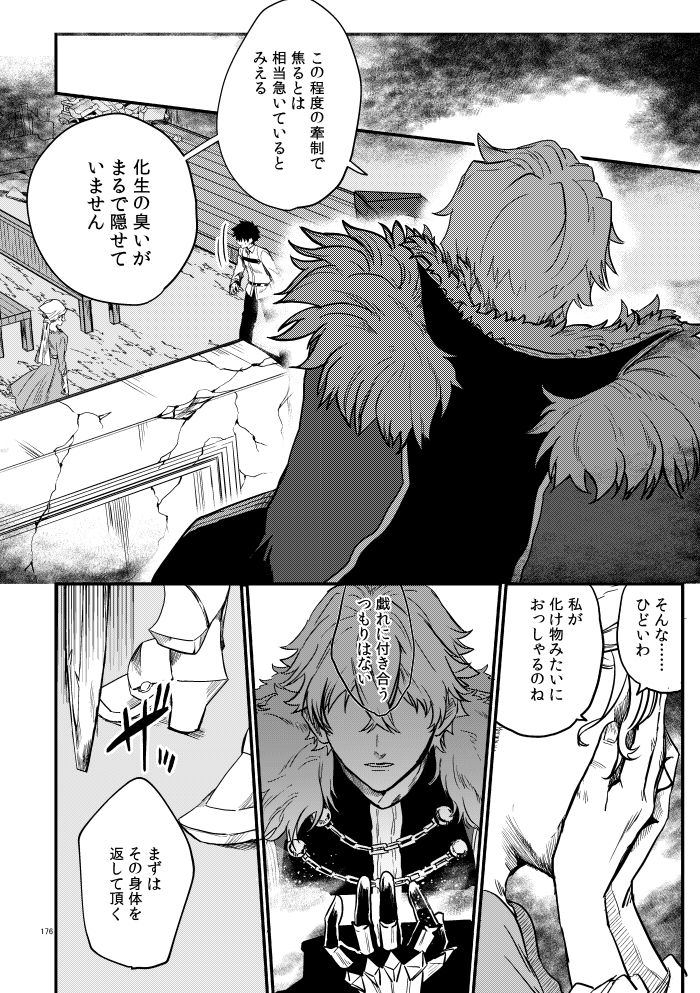 この程度の牽制で
焦るとは
相当急いていると
みえる
化生の臭いが
まるで隠せて
いません
そんな……
ひどいわ
私が
化け物みたいに
おっしゃるのね
戯れに付き合う
つもりはない
ギギ…
まずは
その身体を
返して頂く
176